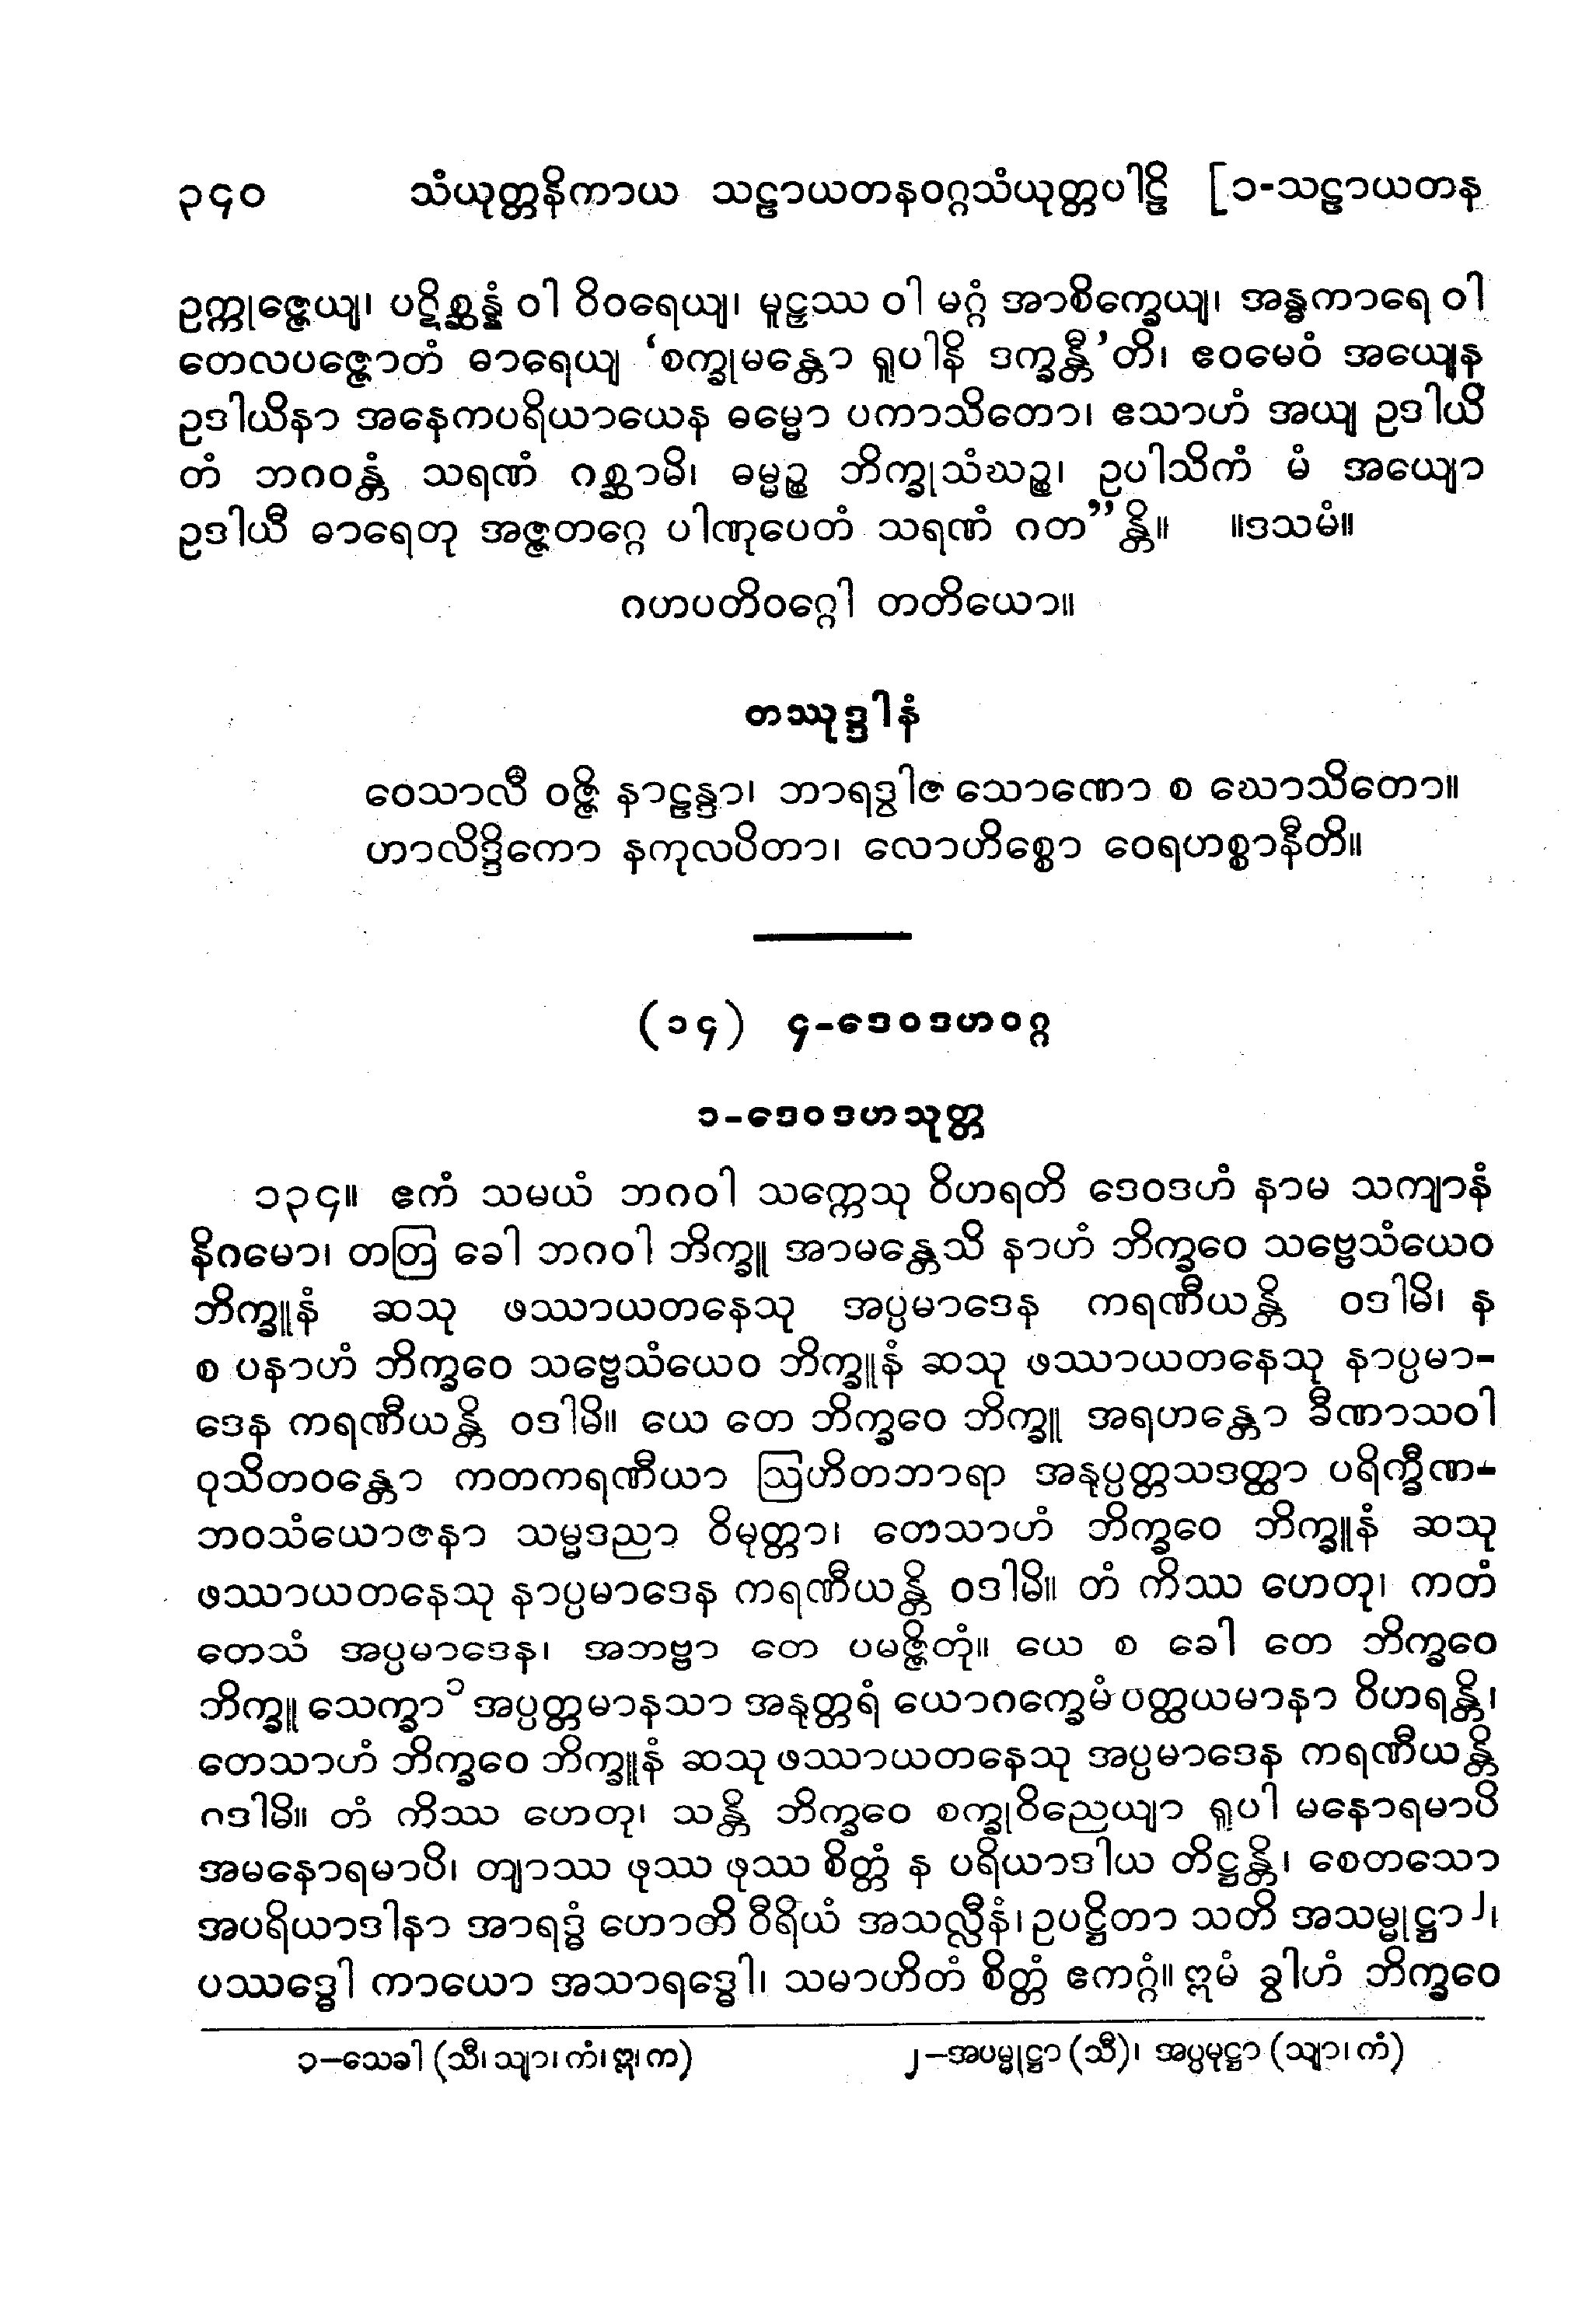 ၃၄၀ သံယုတ္တနိကာယ သဠာယတနဝဂ္ဂသံယုတ္တပါဠိ [၁-သဠာယတန
ဥက္ကုဇ္ဇေယျ၊ ပဋိစ္ဆန္နံ ဝါ ဝိဝရေယျ၊ မူဠှဿ ဝါ မဂ္ဂံ အာစိက္ခေယျ၊ အန္ဓကာရေ ဝါ
တေလပဇ္ဇောတံ ဓာရေယျ ‘စက္ခုမန္တော ရူပါနိ ဒက္ခန္တီ’တိ၊ ဧဝမေဝံ အယျေန
ဥဒါယိနာ အနေကပရိယာယေန ဓမ္မော ပကာသိတော၊ ဧသာဟံ အယျ ဥဒါယိ
တံ ဘဂဝန္တံ သရဏံ ဂစ္ဆာမိ၊ ဓမ္မဉ္စ ဘိက္ခုသံဃဉ္စ၊ ဥပါသိကံ မံ အယျော
ဥဒါယီ ဓာရေတု အဇ္ဇတဂ္ဂေ ပါဏုပေတံ သရဏံ ဂတ”န္တိ။ ။ဒသမံ။
ဂဟပတိဝဂ္ဂေါ တတိယော။
တဿုဒ္ဒါနံ
ဝေသာလီ ဝဇ္ဇိ နာဠန္ဒာ၊ ဘာရဒွါဇ သောဏော စ ဃောသိတော။
ဟာလိဒ္ဒိကော နကုလပိတာ၊ လောဟိစ္စော ဝေရဟစ္စာနီတိ။
(၁၄) ၄-ဒေဝဒဟဝဂ္ဂ
၁-ဒေဝဒဟသုတ္တ
၁၃၄။ ဧကံ သမယံ ဘဂဝါ သက္ကေသု ဝိဟရတိ ဒေဝဒဟံ နာမ သကျာနံ
နိဂမော၊ တတြ ခေါ ဘဂဝါ ဘိက္ခူ အာမန္တေသိ နာဟံ ဘိက္ခဝေ သဗ္ဗေသံယေဝ
ဘိက္ခူနံ ဆသု ဖဿာယတနေသု အပ္ပမာဒေန ကရဏီယန္တိ ဝဒါမိ၊ န
စ ပနာဟံ ဘိက္ခဝေ သဗ္ဗေသံယေဝ ဘိက္ခူနံ ဆသု ဖဿာယတနေသု နာပ္ပမာ-
ဒေန ကရဏီယန္တိ ဝဒါမိ။ ယေ တေ ဘိက္ခဝေ ဘိက္ခူ အရဟန္တော ခီဏာသဝါ
ဝုသိတဝန္တော ကတကရဏီယာ ဩဟိတဘာရာ အနုပ္ပတ္တသဒတ္ထာ ပရိက္ခီဏ-
ဘဝသံယောဇနာ သမ္မဒညာ ဝိမုတ္တာ၊ တေသာဟံ ဘိက္ခဝေ ဘိက္ခူနံ ဆသု
ဖဿာယတနေသု နာပ္ပမာဒေန ကရဏီယန္တိ ဝဒါမိ။ တံ ကိဿ ဟေတု၊ ကတံ
တေသံ အပ္ပမာဒေန၊ အဘဗ္ဗာ တေ ပမဇ္ဇိတုံ။ ယေ စ ခေါ တေ ဘိက္ခဝေ
ဘိက္ခူ သေက္ခာ ၁ အပ္ပတ္တမာနသာ အနုတ္တရံ ယောဂက္ခေမံ ပတ္ထယမာနာ ဝိဟရန္တိ၊
တေသာဟံ ဘိက္ခဝေ ဘိက္ခူနံ ဆသု ဖဿာယတနေသု အပ္ပမာဒေန ကရဏီယန္တိ
ဂဒါမိ။ တံ ကိဿ ဟေတု၊ သန္တိ ဘိက္ခဝေ စက္ခုဝိညေယျာ ရူပါ မနောရမာပိ
အမနောရမာပိ၊ တျာဿ ဖုဿ ဖုဿ စိတ္တံ န ပရိယာဒါယ တိဋ္ဌန္တိ၊ စေတသော
အပရိယာဒါနာ အာရဒ္ဓံ ဟောတိ ဝီရိယံ အသလ္လီနံ၊ ဥပဋ္ဌိတာ သတိ အသမ္မုဋ္ဌာ ၂၊
ပဿဒ္ဓေါ ကာယော အသာရဒ္ဓေါ၊ သမာဟိတံ စိတ္တံ ဧကဂ္ဂံ။ ဣမံ ခွါဟံ ဘိက္ခဝေ
၁-သေခါ (သီ၊ သျာ၊ ကံ၊ ဣ၊ က) ၂-အပမ္မုဋ္ဌာ (သီ)၊ အပ္ပမုဋ္ဌာ (သျာ၊ ကံ)